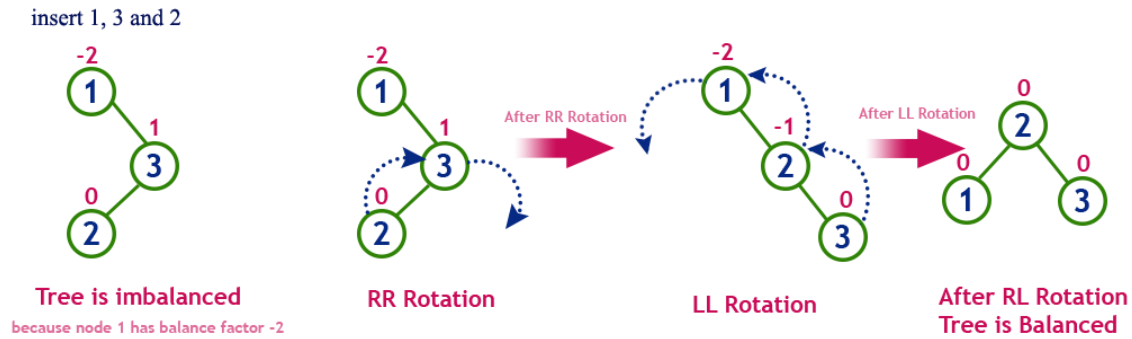 insert 1, 3 and 2
-2
1
1
3
0
2
Tree is imbalanced
because node 1 has balance factor -2
-2
1
1
3
0
2
RR Rotation
After RR Rotation
-2
1
-1
2
0
3
LL Rotation
After LL Rotation
0
2
0
0
1
3
After RL Rotation
Tree is Balanced